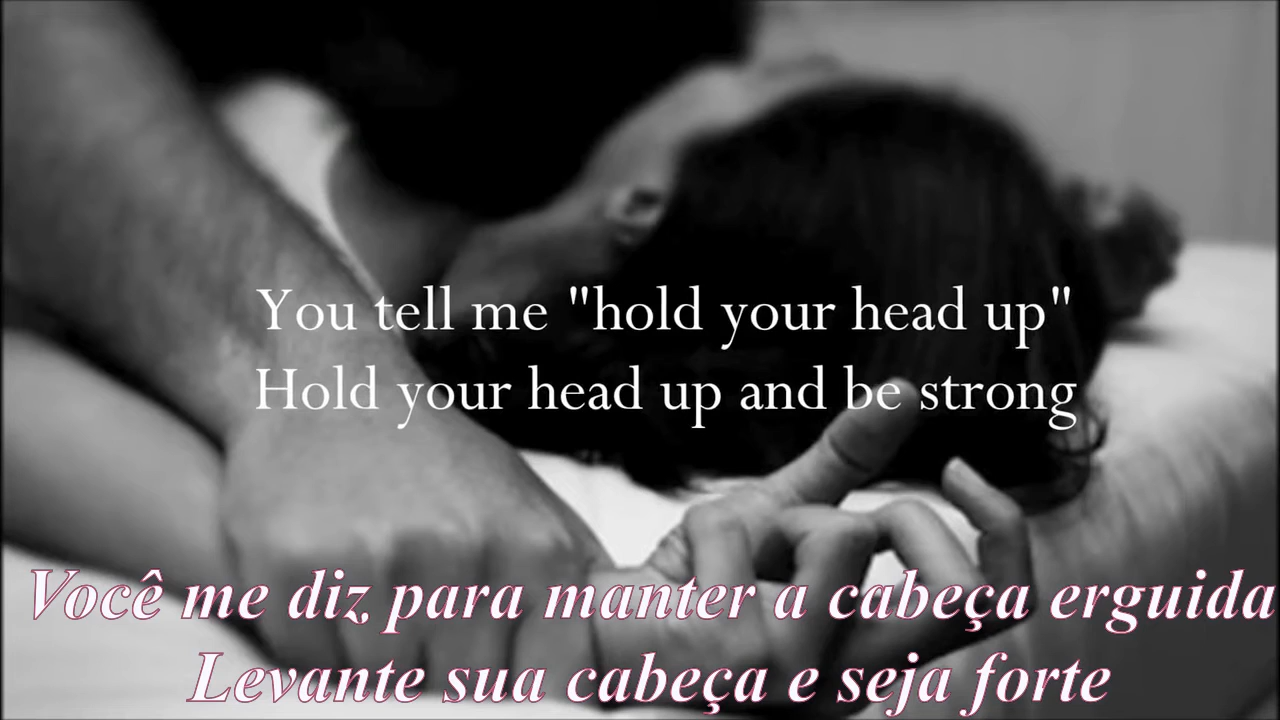 You tell me "hold your head up"
Hold your head up and be strong
Você me diz para manter a cabeça erguida
Levante sua cabeça e seja forte